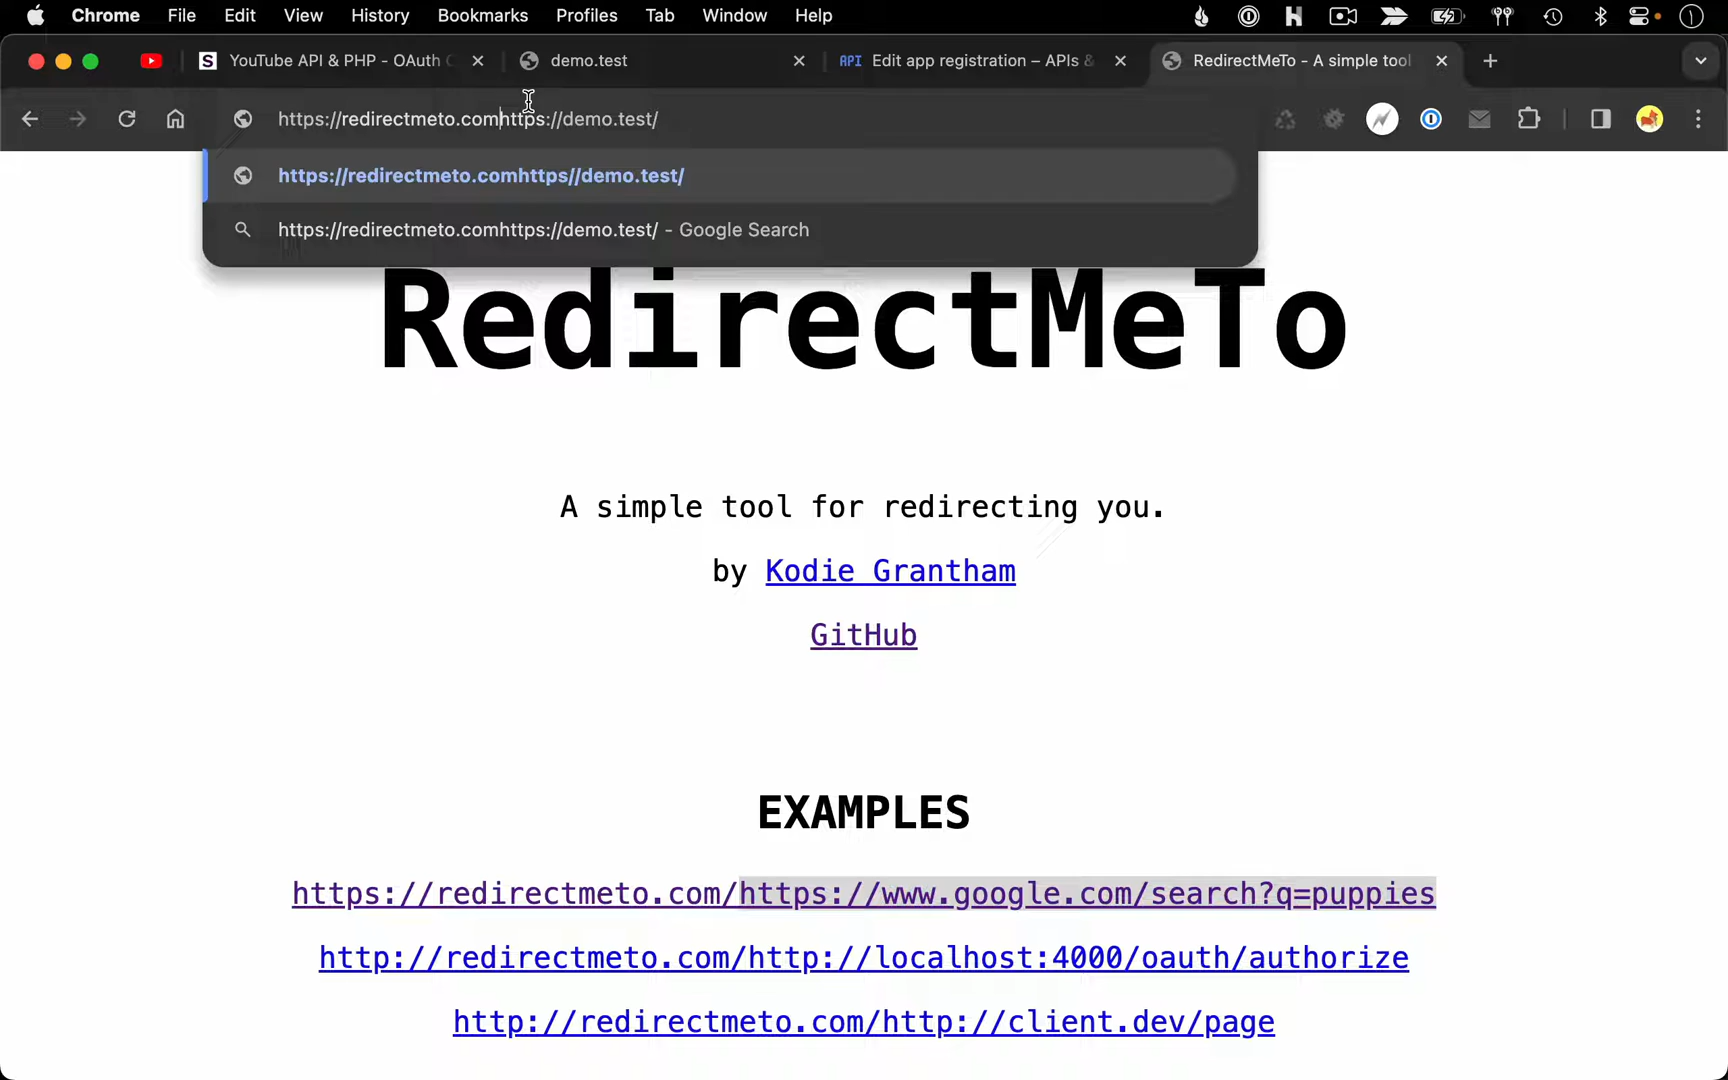 Chrome File Edit View History Bookmarks Profiles Tab Window Help
S YouTube API & PHP - OAuth C demo.test API Edit app registration – APIs & RedirectMeTo - A simple tool
https://redirectmeto.comhttps://demo.test/
https://redirectmeto.comhttps//demo.test/
https://redirectmeto.comhttps://demo.test/ - Google Search
RedirectMeTo
A simple tool for redirecting you.
by Kodie Grantham
GitHub
EXAMPLES
https://redirectmeto.com/https://www.google.com/search?q=puppies
http://redirectmeto.com/http://localhost:4000/oauth/authorize
http://redirectmeto.com/http://client.dev/page